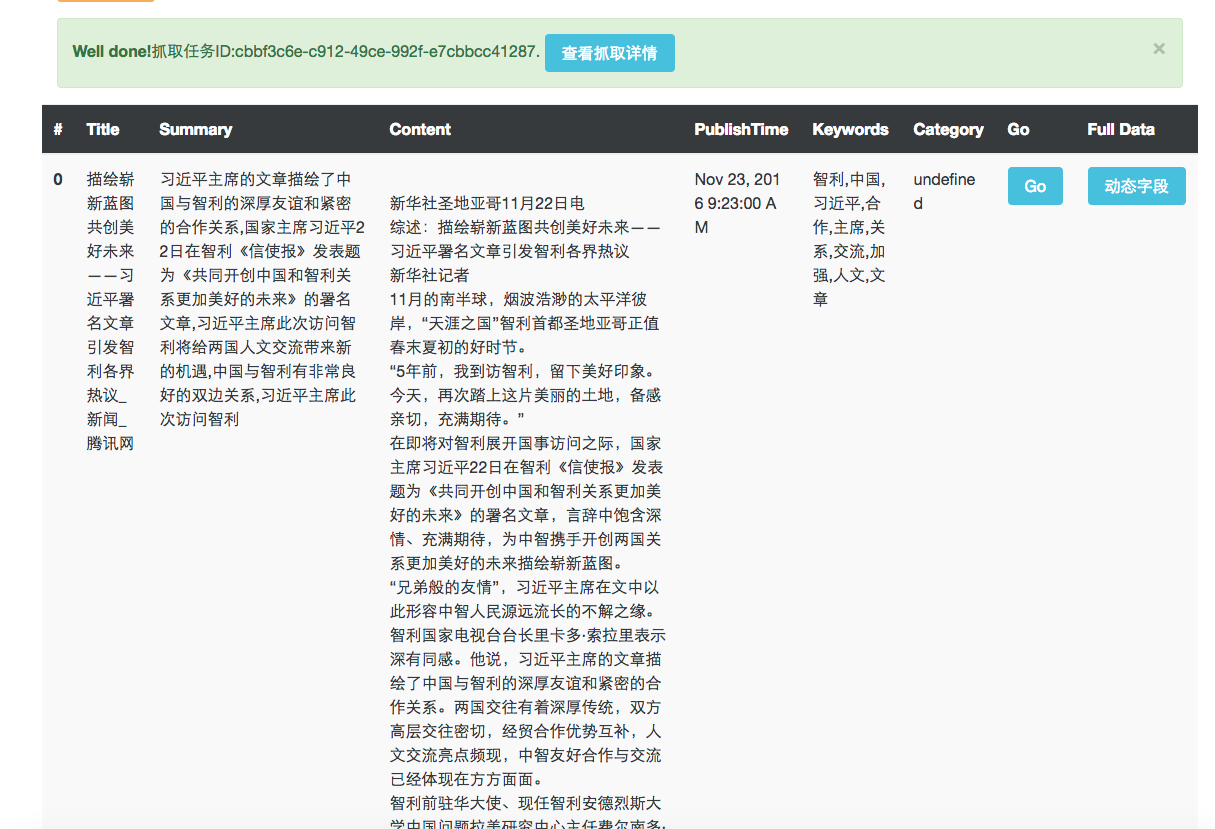 Well done!抓取任务ID:cbbf3c6e-c912-49ce-992f-e7cbbcc41287. 查看抓取详情 ×
# Title Summary Content PublishTime Keywords Category Go Full Data
0
描绘崭
新蓝图
共创美
好未来
——习
近平署
名文章
引发智
利各界
热议_
新闻_
腾讯网
习近平主席的文章描绘了中
国与智利的深厚友谊和紧密
的合作关系,国家主席习近平2
2日在智利《信使报》发表题
为《共同开创中国和智利关
系更加美好的未来》的署名
文章,习近平主席此次访问智
利将给两国人文交流带来新
的机遇,中国与智利有非常良
好的双边关系,习近平主席此
次访问智利
新华社圣地亚哥11月22日电
综述：描绘崭新蓝图共创美好未来——
习近平署名文章引发智利各界热议
新华社记者
11月的南半球，烟波浩渺的太平洋彼
岸，“天涯之国”智利首都圣地亚哥正值
春末夏初的好时节。
“5年前，我到访智利，留下美好印象。
今天，再次踏上这片美丽的土地，备感
亲切，充满期待。”
在即将对智利展开国事访问之际，国家
主席习近平22日在智利《信使报》发表
题为《共同开创中国和智利关系更加美
好的未来》的署名文章，言辞中饱含深
情、充满期待，为中智携手开创两国关
系更加美好的未来描绘崭新蓝图。
“兄弟般的友情”，习近平主席在文中以
此形容中智人民源远流长的不解之缘。
智利国家电视台台长里卡多·索拉里表示
深有同感。他说，习近平主席的文章描
绘了中国与智利的深厚友谊和紧密的合
作关系。两国交往有着深厚传统，双方
高层交往密切，经贸合作优势互补，人
文交流亮点频现，中智友好合作与交流
已经体现在方方面面。
智利前驻华大使、现任智利安德烈斯大
学中国问题拉美研究中心主任费尔南多·
Nov 23, 201
6 9:23:00 A
M
智利,中国,
习近平,合
作,主席,关
系,交流,加
强,人文,文
章
undefine
d
Go
动态字段